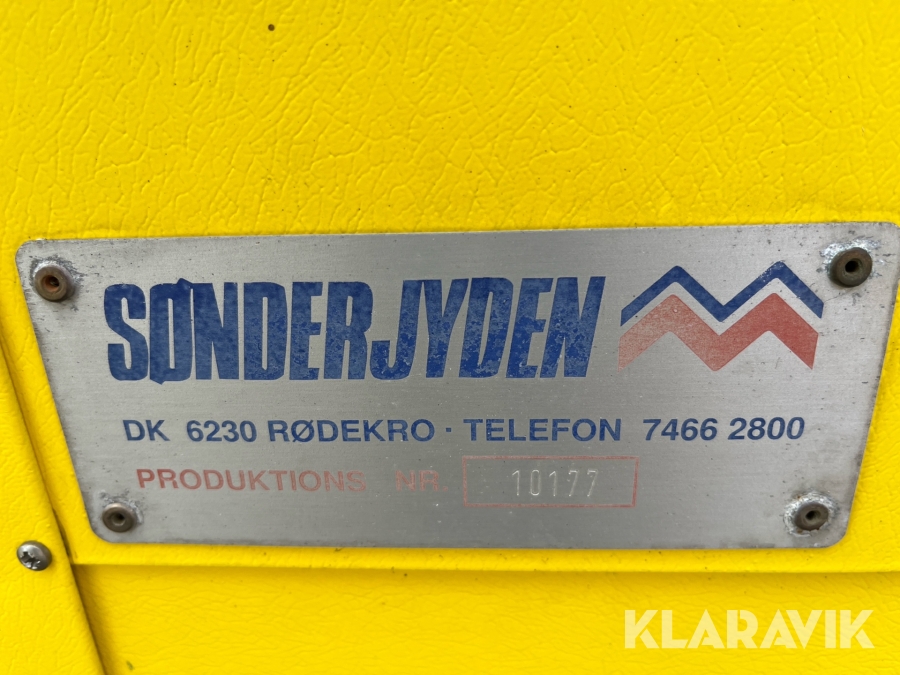 SØNDERJYDEN
DK 6230 RØDEKRO · TELEFON 7466 2800
PRODUKTIONS NR. 10177
KLARAVIK